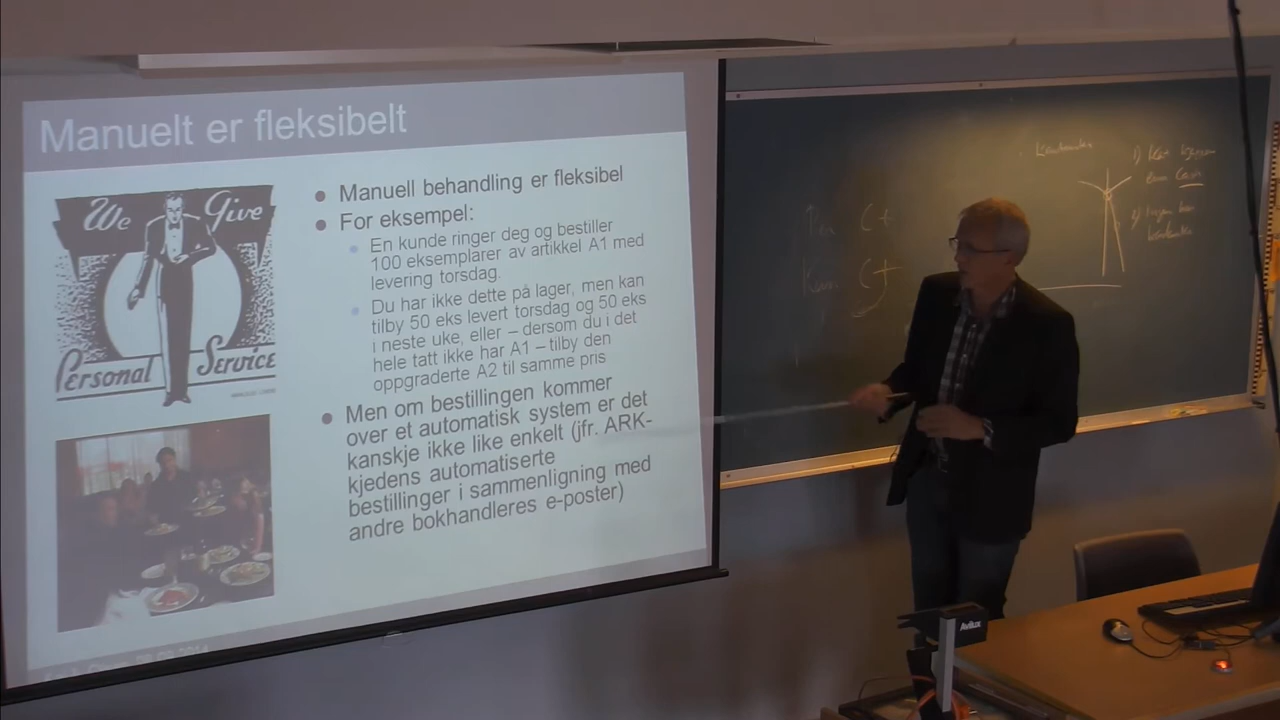 Manuelt er fleksibelt
We Give
Personal Service
Manuell behandling er fleksibel
For eksempel:
En kunde ringer deg og bestiller
100 eksemplarer av artikkel A1 med
levering torsdag.
Du har ikke dette på lager, men kan
tilby 50 eks levert torsdag og 50 eks
i neste uke, eller – dersom du i det
hele tatt ikke har A1 – tilby den
oppgraderte A2 til samme pris
Men om bestillingen kommer
over et automatisk system er det
kanskje ikke like enkelt (jfr. ARK-
kjedens automatiserte
bestillinger i sammenligning med
andre bokhandleres e-poster)
1)
Cash
2)
Avilux